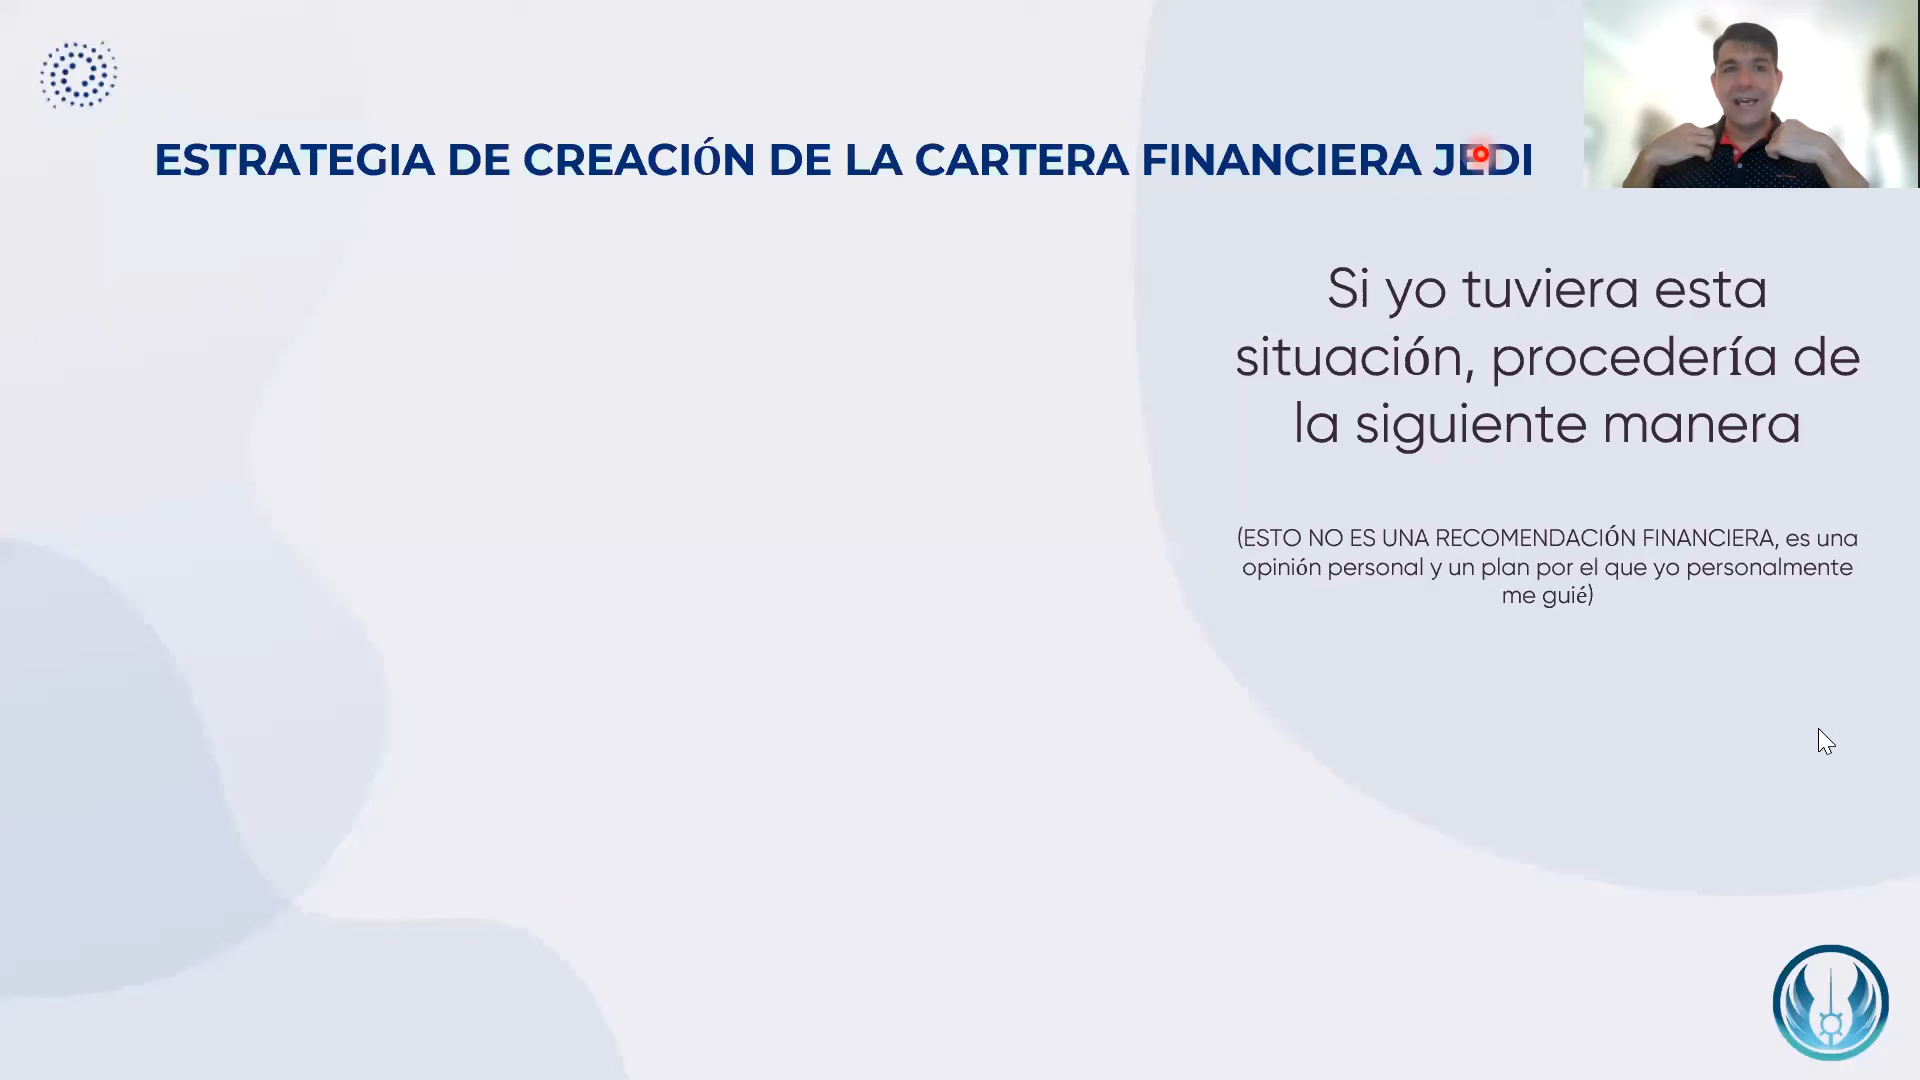 ESTRATEGIA DE CREACIÓN DE LA CARTERA FINANCIERA JEDI
Si yo tuviera esta
situación, procedería de
la siguiente manera
(ESTO NO ES UNA RECOMENDACIÓN FINANCIERA, es una
opinión personal y un plan por el que yo personalmente
me guié)